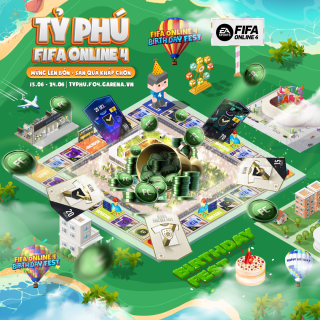 TỶ PHÚ
FIFA ONLINE 4
MỪNG LÊN BỐN - SĂN QUÀ KHẮP CHỐN
15.06 - 24.06 | TYPHU.FO4.GARENA.VN
FIFA ONLINE 4
BIRTHDAY FEST
EA SPORTS
FIFA
ONLINE 4
BIRTHDAY
FEST
FIFA ONLINE 4
BIRTHDAY FEST